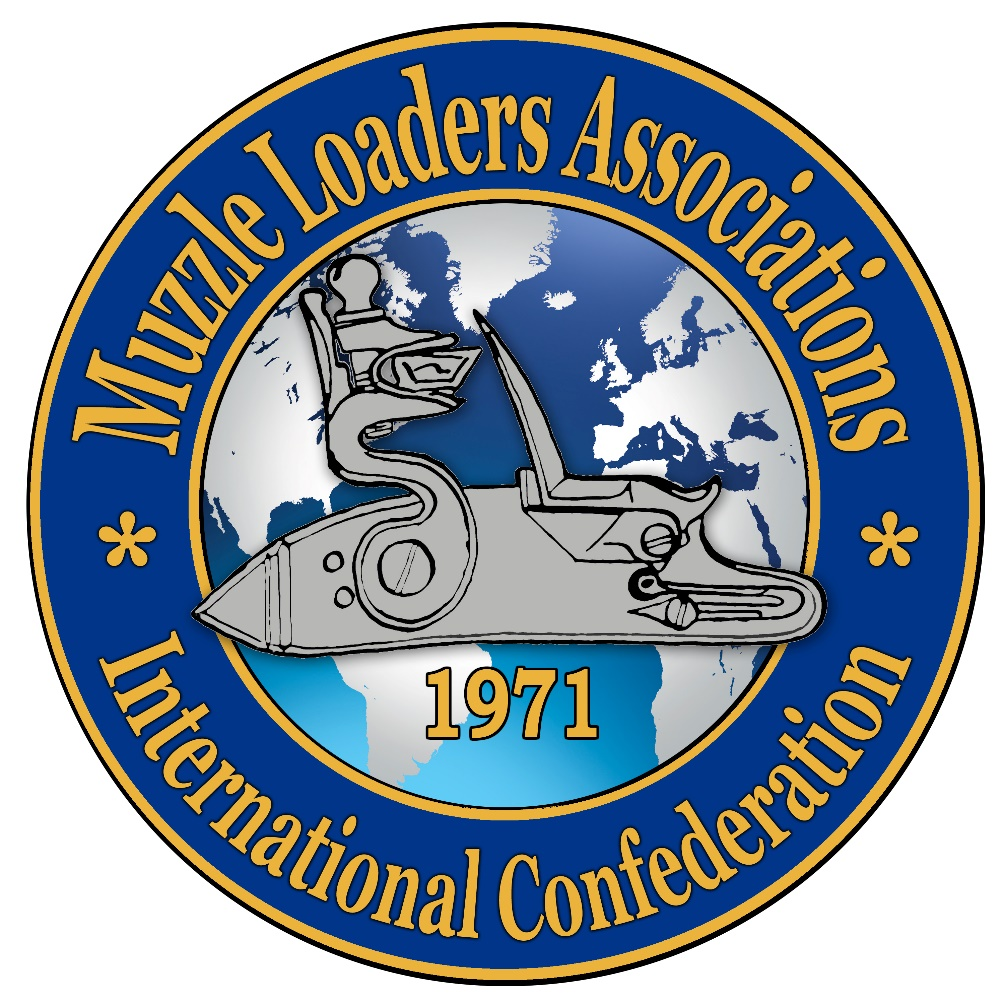 Muzzle Loaders Associations
* *
1971
International Confederation